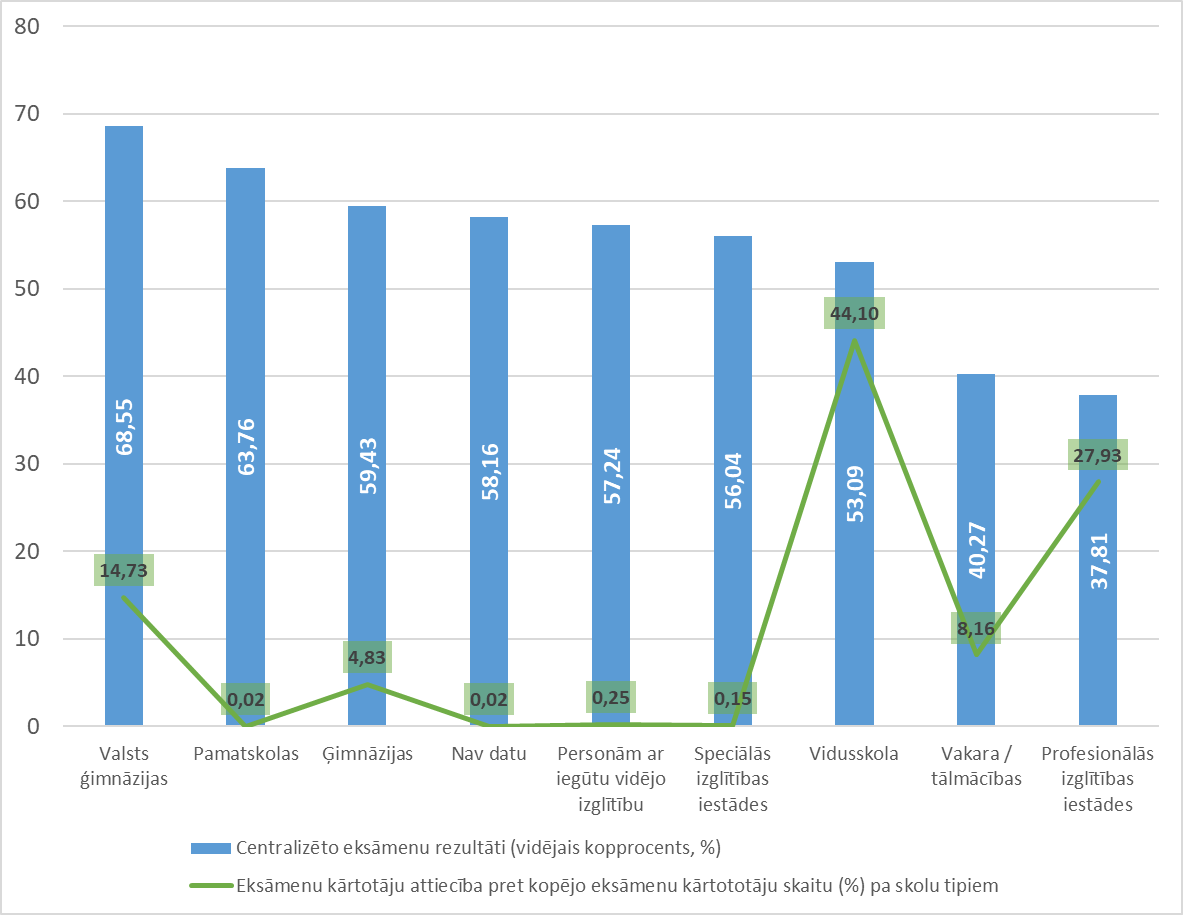 80
70
60
50
40
30
20
10
0
68,55
63,76
59,43
58,16
57,24
56,04
53,09
40,27
37,81
14,73
0,02
4,83
0,02
0,25
0,15
44,10
8,16
27,93
Valsts
ģimnāzijas
Pamatskolas
Ģimnāzijas
Nav datu
Personām ar
iegūtu vidējo
izglītību
Speciālās
izglītības
iestādes
Vidusskola
Vakara /
tālmācības
Profesionālās
izglītības
iestādes
Centralizēto eksāmenu rezultāti (vidējais kopprocents, %)
Eksāmenu kārtotāju attiecība pret kopējo eksāmenu kārtototāju skaitu (%) pa skolu tipiem